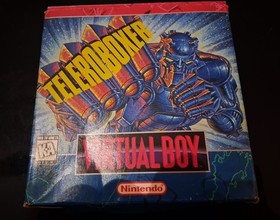 TELEROBOXER
K-A
VIRTUAL BOY
Nintendo